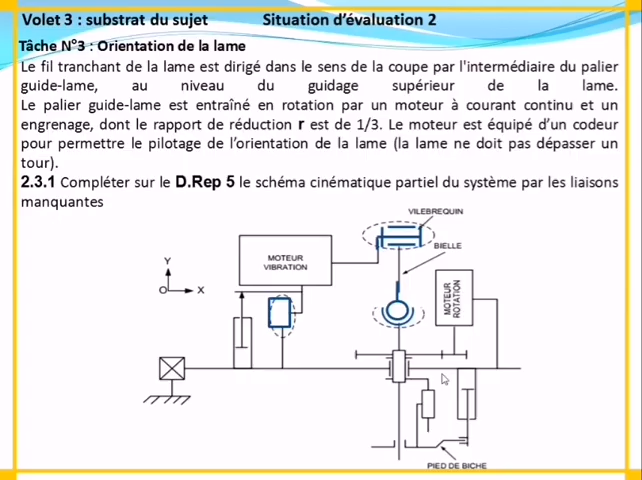 Volet 3 : substrat du sujet Situation d'évaluation 2
Tâche N°3 : Orientation de la lame
Le fil tranchant de la lame est dirigé dans le sens de la coupe par l'intermédiaire du palier
guide-lame, au niveau du guidage supérieur de la lame.
Le palier guide-lame est entraîné en rotation par un moteur à courant continu et un
engrenage, dont le rapport de réduction r est de 1/3. Le moteur est équipé d'un codeur
pour permettre le pilotage de l'orientation de la lame (la lame ne doit pas dépasser un
tour).
2.3.1 Compléter sur le D.Rep 5 le schéma cinématique partiel du système par les liaisons
manquantes
VILEBREQUIN
BIELLE
MOTEUR
VIBRATION
Y
O X
MOTEUR
ROTATION
PIED DE BICHE